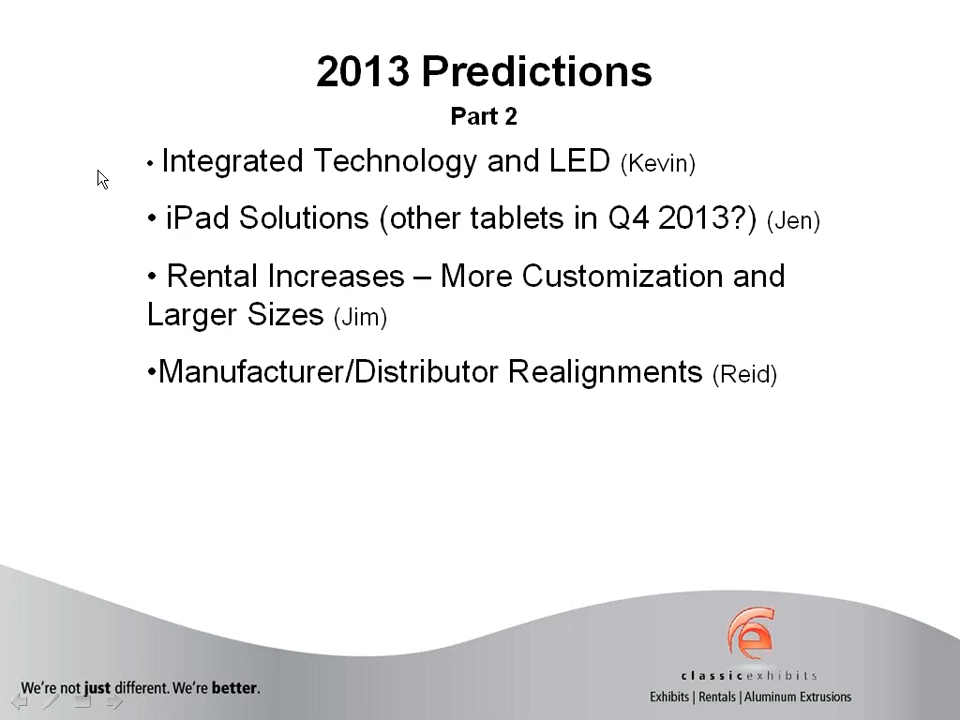 2013 Predictions
Part 2
• Integrated Technology and LED (Kevin)
• iPad Solutions (other tablets in Q4 2013?) (Jen)
• Rental Increases – More Customization and
Larger Sizes (Jim)
•Manufacturer/Distributor Realignments (Reid)
We're not just different. We're better.
classicexhibits
Exhibits | Rentals | Aluminum Extrusions